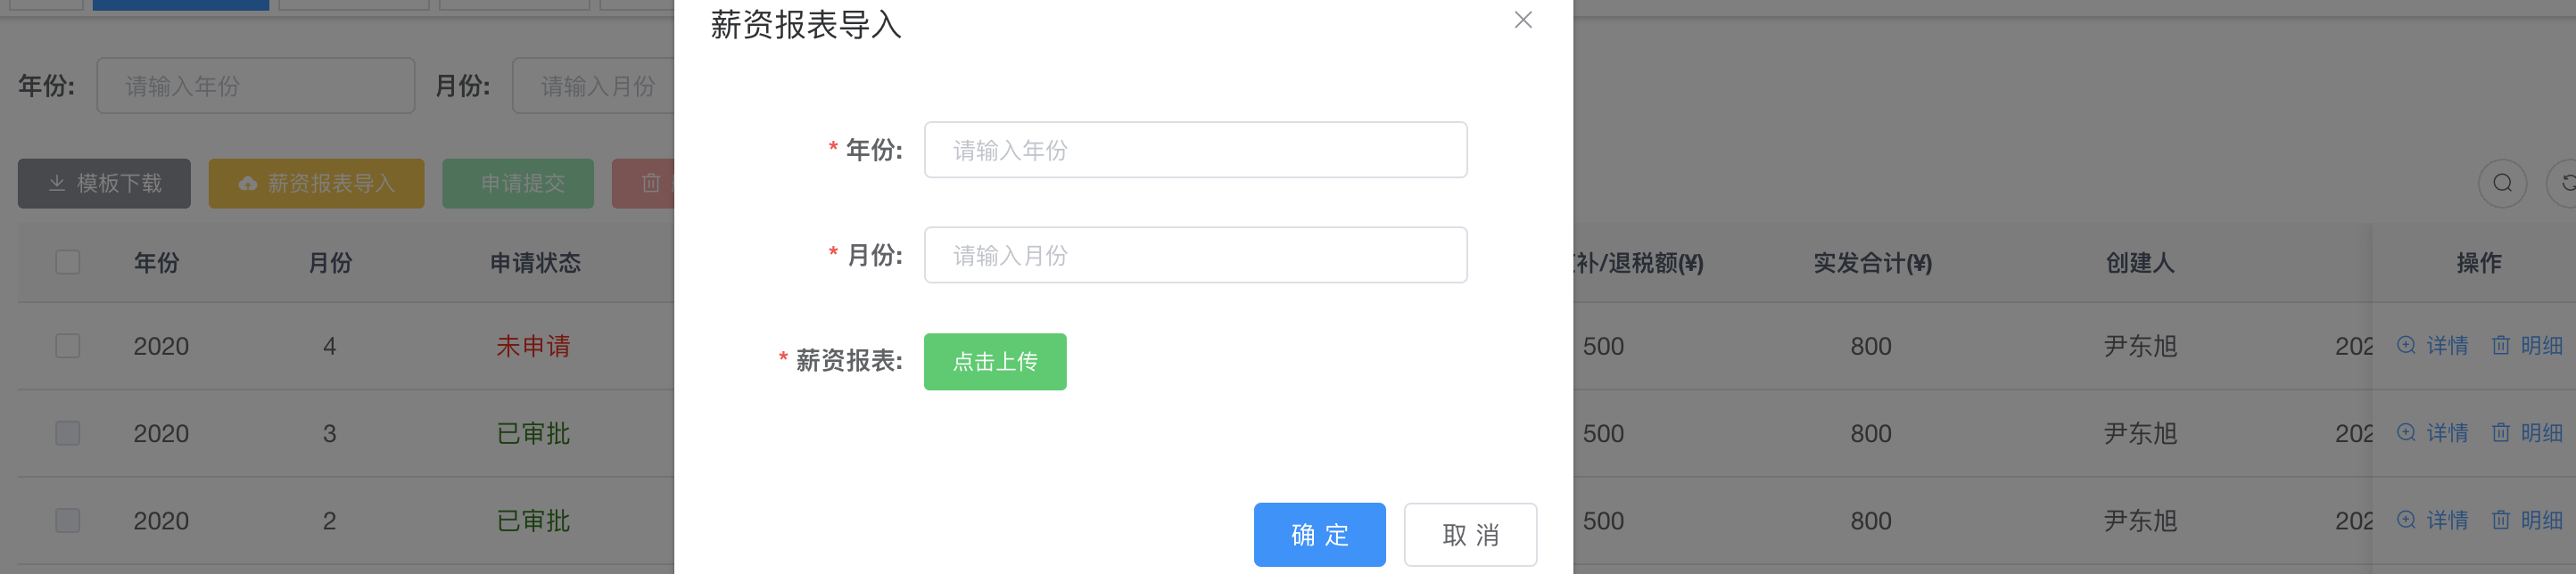 薪资报表导入
年份: 请输入年份 月份: 请输入月份
* 年份: 请输入年份
模板下载 薪资报表导入 申请提交
* 月份: 请输入月份
年份 月份 申请状态 补/退税额(¥) 实发合计(¥) 创建人 操作
* 薪资报表: 点击上传
2020 4 未申请 500 800 尹东旭 202 详情 明细
2020 3 已审批 500 800 尹东旭 202 详情 明细
2020 2 已审批 500 800 尹东旭 202 详情 明细
确 定 取 消